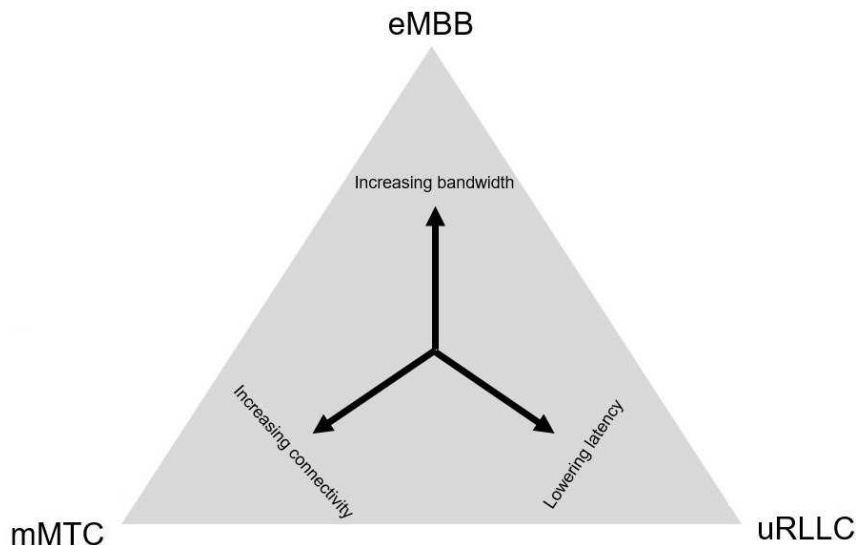 eMBB
Increasing bandwidth
Increasing connectivity
Lowering latency
mMTC
uRLLC